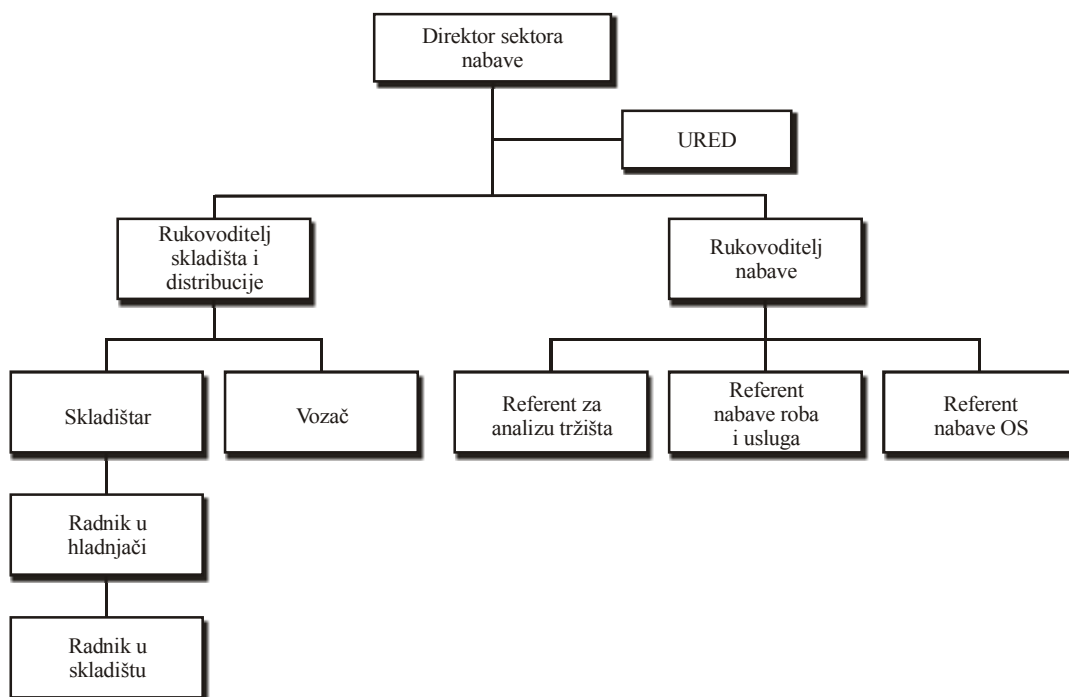 Direktor sektora
nabave
URED
Rukovoditelj
skladišta i
distribucije
Rukovoditelj
nabave
Skladištar
Vozač
Referent za
analizu tržišta
Referent
nabave roba
i usluga
Referent
nabave OS
Radnik u
hladnjači
Radnik u
skladištu